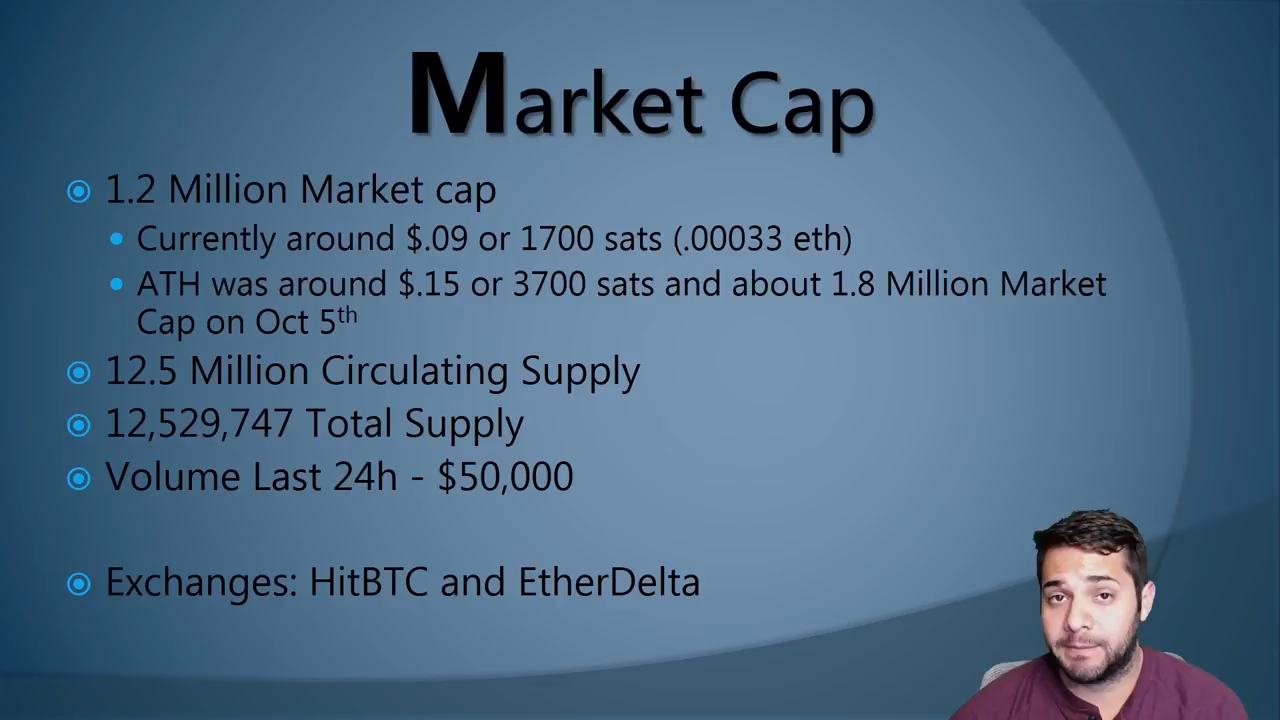 Market Cap
1.2 Million Market cap
Currently around $.09 or 1700 sats (.00033 eth)
ATH was around $.15 or 3700 sats and about 1.8 Million Market
Cap on Oct 5th
12.5 Million Circulating Supply
12,529,747 Total Supply
Volume Last 24h - $50,000
Exchanges: HitBTC and EtherDelta